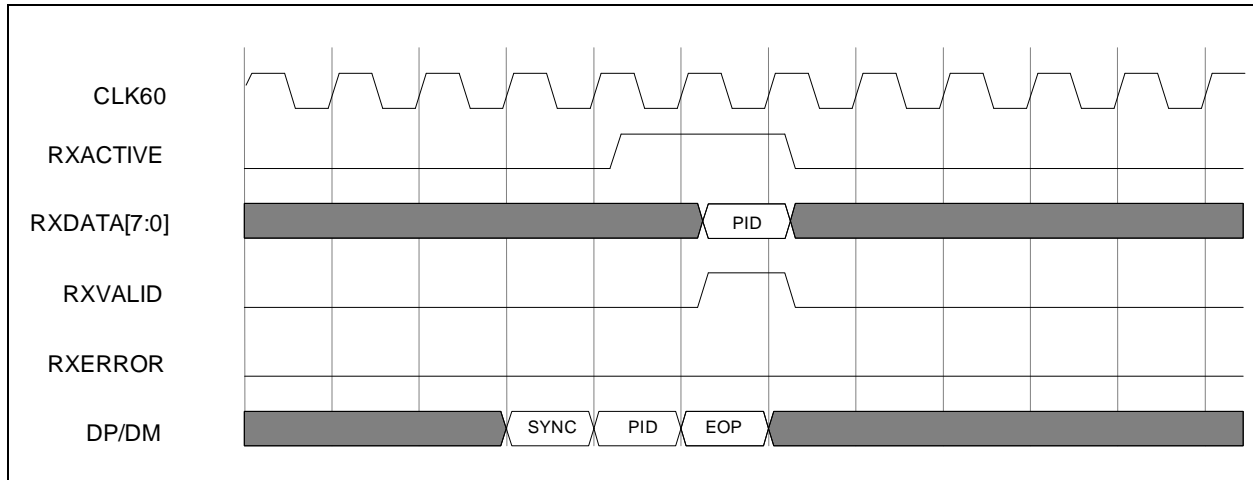 CLK60
RXACTIVE
RXDATA[7:0] PID
RXVALID
RXERROR
DP/DM SYNC PID EOP